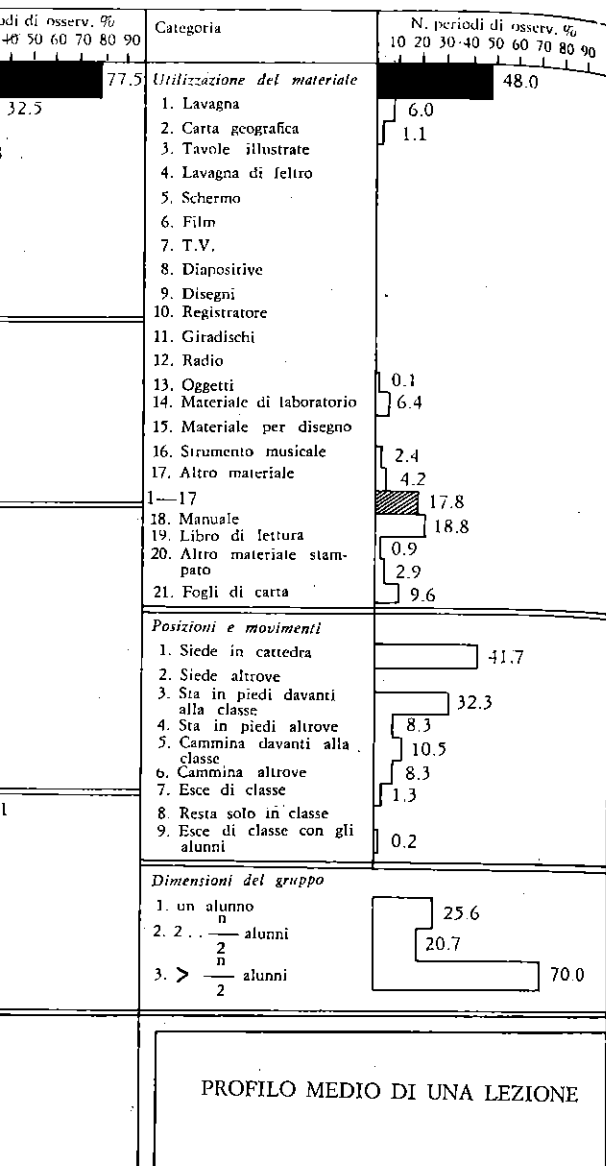 odi di osserv. %
40 50 60 70 80 90
77.5
32.5
Categoria
N. periodi di osserv. %
10 20 30 40 50 60 70 80 90
Utilizzazione del materiale 48.0
1. Lavagna 6.0
2. Carta geografica 1.1
3. Tavole illustrate
4. Lavagna di feltro
5. Schermo
6. Film
7. T.V.
8. Diapositive
9. Disegni
10. Registratore
11. Giradischi
12. Radio
13. Oggetti 0.1
14. Materiale di laboratorio 6.4
15. Materiale per disegno
16. Strumento musicale 2.4
17. Altro materiale 4.2
1—17 17.8
18. Manuale 18.8
19. Libro di lettura 0.9
20. Altro materiale stam-
pato 2.9
21. Fogli di carta 9.6
Posizioni e movimenti
1. Siede in cattedra 41.7
2. Siede altrove
3. Sta in piedi davanti
alla classe 32.3
4. Sta in piedi altrove 8.3
5. Cammina davanti alla
classe 10.5
6. Cammina altrove 8.3
7. Esce di classe 1.3
8. Resta solo in classe
9. Esce di classe con gli
alunni 0.2
Dimensioni del gruppo
1. un alunno 25.6
2. 2 . . n/2 alunni 20.7
3. > n/2 alunni 70.0
PROFILO MEDIO DI UNA LEZIONE